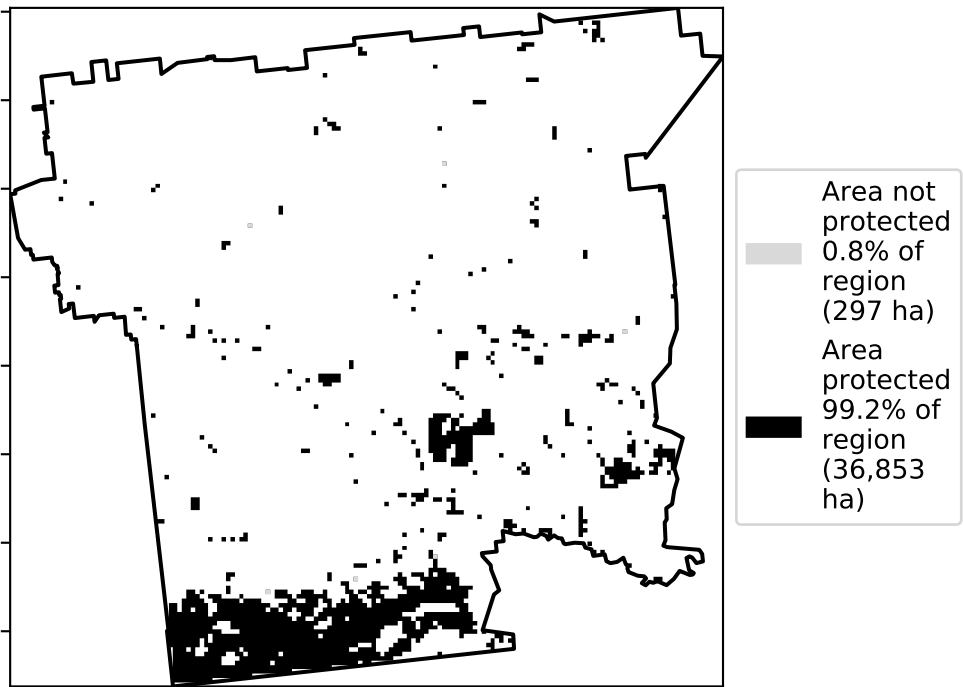 Area not
protected
0.8% of
region
(297 ha)
Area
protected
99.2% of
region
(36,853
ha)